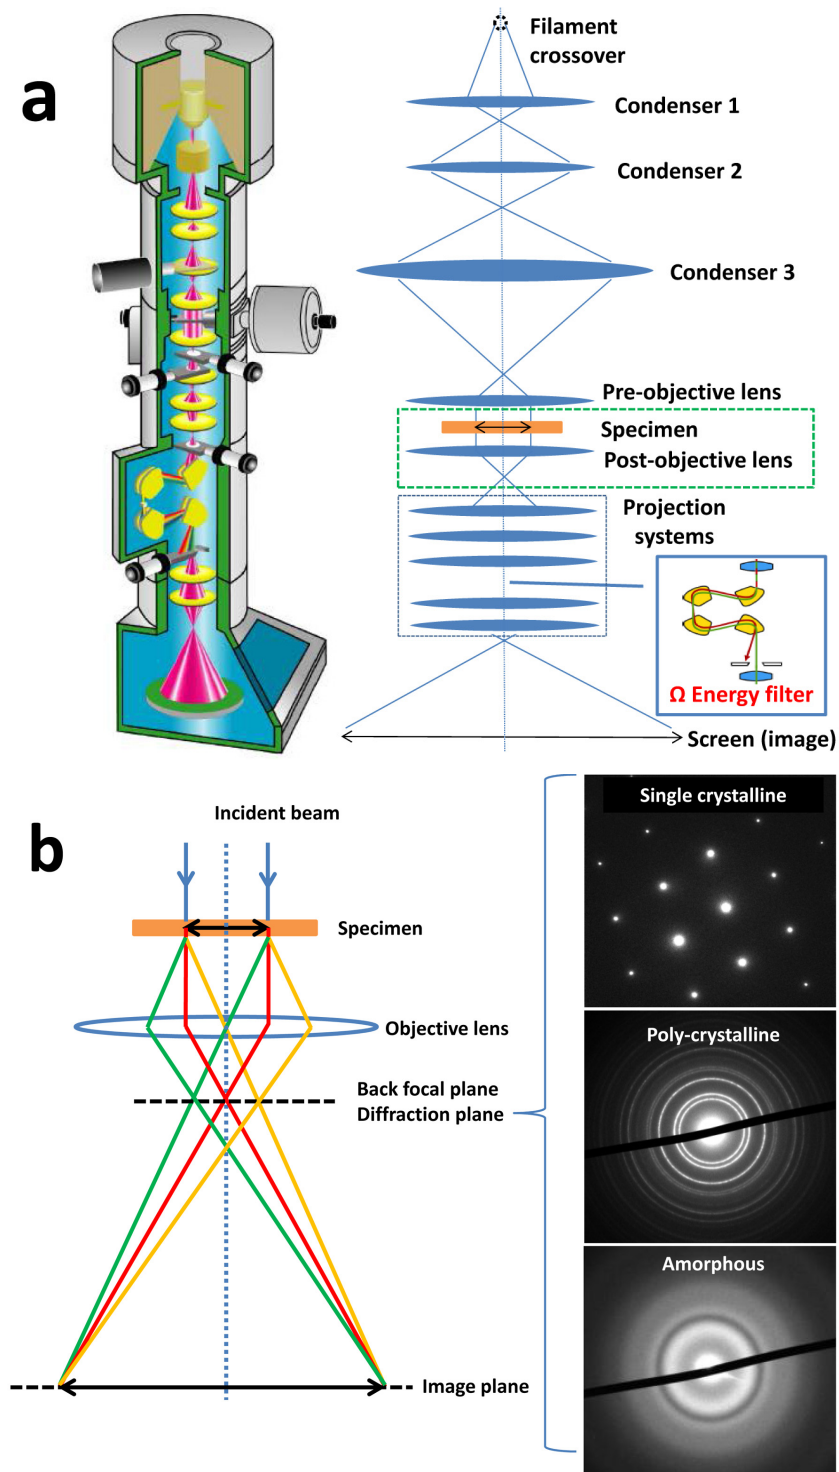 a
Filament
crossover
Condenser 1
Condenser 2
Condenser 3
Pre-objective lens
Specimen
Post-objective lens
Projection
systems
Ω Energy filter
Screen (image)
b
Incident beam
Specimen
Objective lens
Back focal plane
Diffraction plane
Image plane
Single crystalline
Poly-crystalline
Amorphous